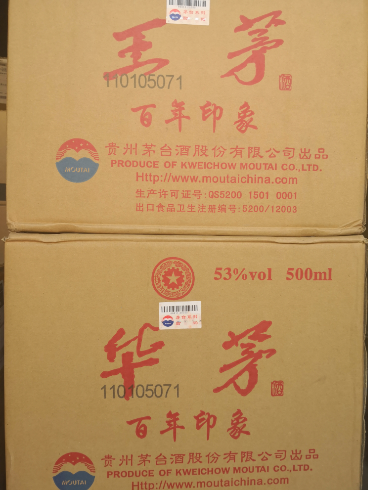 王茅
110105071
百年印象
MOUTAI
贵州茅台酒股份有限公司出品
PRODUCE OF KWEICHOW MOUTAI CO.,LTD.
Http://www.moutaichina.com
生产许可证号:QS5200 1501 0001
出口食品卫生注册编号:5200/12003
53%vol 500ml
华茅
110105071
百年印象
MOUTAI
贵州茅台酒股份有限公司出品
PRODUCE OF KWEICHOW MOUTAI CO.,LTD.
Http://www.moutaichina.com